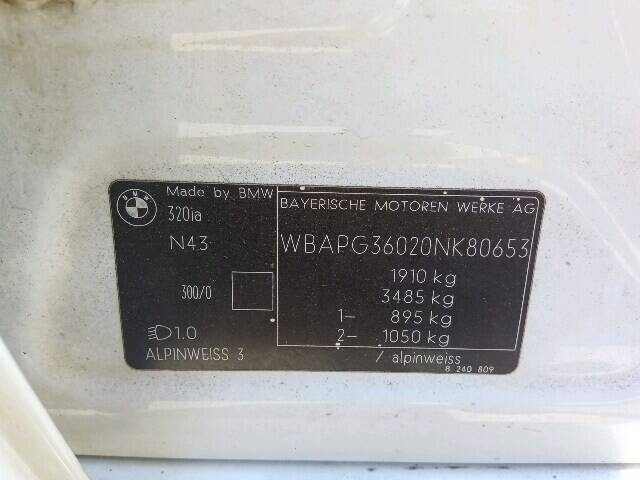 BMW
Made by BMW
320ia
N43
300/0
1.0
ALPINWEISS 3
BAYERISCHE MOTOREN WERKE AG
WBAPG36020NK80653
1910 kg
3485 kg
1- 895 kg
2- 1050 kg
/ alpinweiss
8 240 809